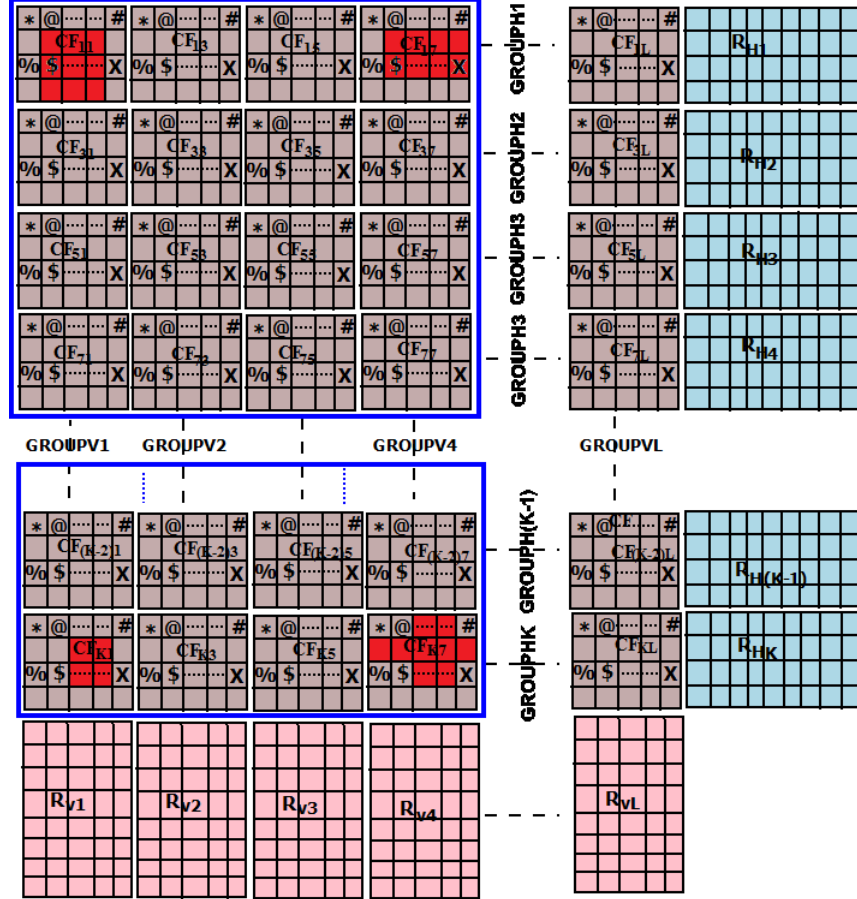 * @ ...... # * @ ...... # * @ ...... # * @ ...... # GROUPH1 * @ ...... #
CF11 CF13 CF15 CF17 CF1L RH1
% $ ......... X % $ ......... X % $ ......... X % $ ......... X % $ ......... X
* @ ...... # * @ ...... # * @ ...... # * @ ...... # GROUPH2 * @ ...... #
CF31 CF33 CF35 CF37 CF3L RH2
% $ ......... X % $ ......... X % $ ......... X % $ ......... X % $ ......... X
* @ ...... # * @ ...... # * @ ...... # * @ ...... # GROUPH3 * @ ...... #
CF51 CF53 CF55 CF57 CF5L RH3
% $ ......... X % $ ......... X % $ ......... X % $ ......... X % $ ......... X
* @ ...... # * @ ...... # * @ ...... # * @ ...... # GROUPH3 * @ ...... #
CF71 CF73 CF75 CF77 CF7L RH4
% $ ......... X % $ ......... X % $ ......... X % $ ......... X % $ ......... X
GROUPV1 GROUPV2 GROUPV4 GROUPVL
* @ ...... # * @ ...... # * @ ...... # * @ ...... # GROUPH(K-1) * @ CF ...... #
CF(K-2)1 CF(K-2)3 CF(K-2)5 CF(K-2)7 CF(K-2)L RH(K-1)
% $ ......... X % $ ......... X % $ ......... X % $ ......... X % $ ......... X
* @ ...... # * @ ...... # * @ ...... # * @ ...... # GROUPHK * @ ...... #
CFK1 CFK3 CFK5 CFK7 CFKL RHK
% $ ......... X % $ ......... X % $ ......... X % $ ......... X % $ ......... X
Rv1 Rv2 Rv3 Rv4 RvL